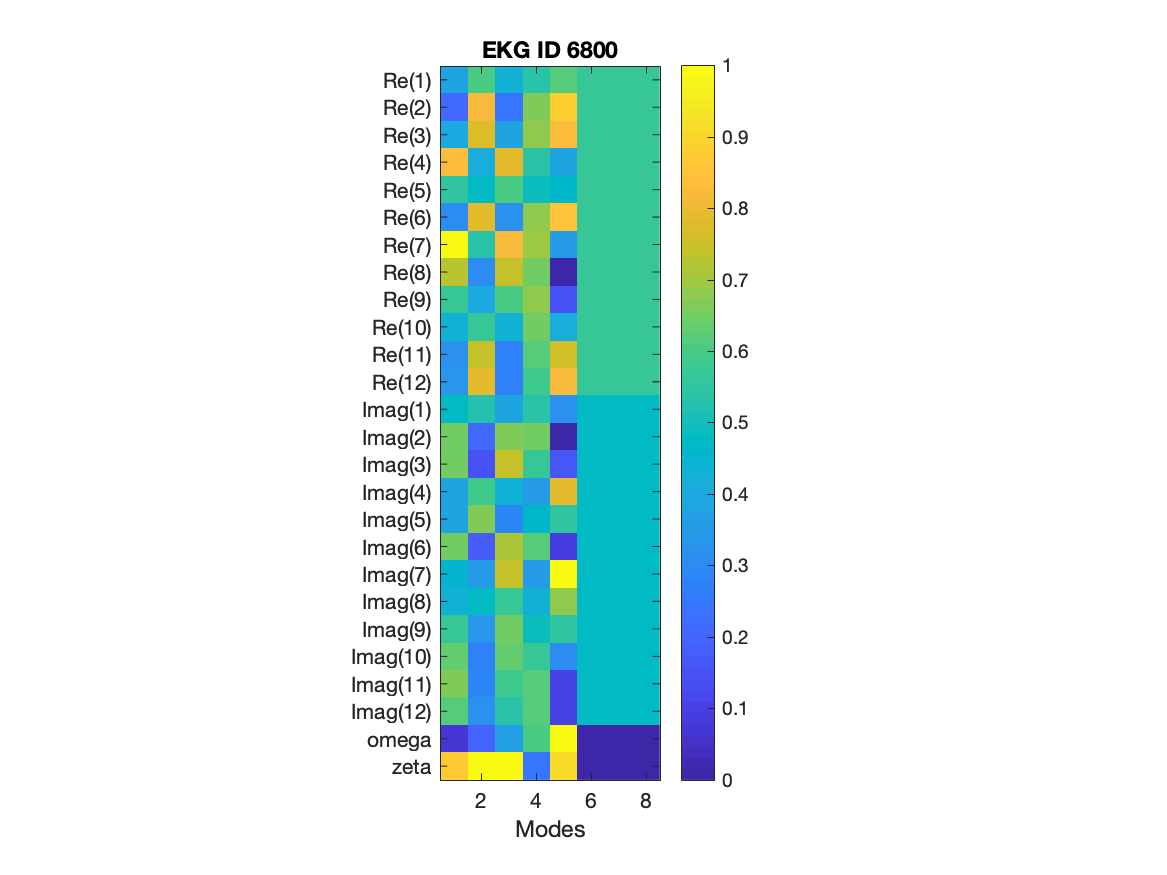 EKG ID 6800
Re(1)
Re(2)
Re(3)
Re(4)
Re(5)
Re(6)
Re(7)
Re(8)
Re(9)
Re(10)
Re(11)
Re(12)
Imag(1)
Imag(2)
Imag(3)
Imag(4)
Imag(5)
Imag(6)
Imag(7)
Imag(8)
Imag(9)
Imag(10)
Imag(11)
Imag(12)
omega
zeta
2 4 6 8
Modes
1
0.9
0.8
0.7
0.6
0.5
0.4
0.3
0.2
0.1
0